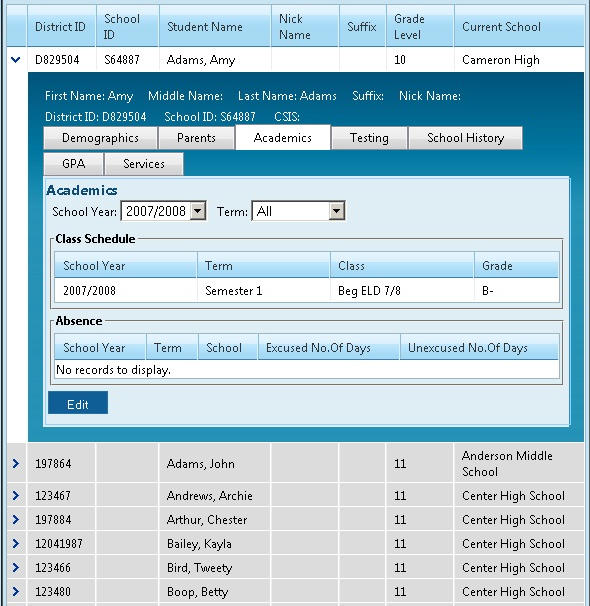 District ID School ID Student Name Nick Name Suffix Grade Level Current School
D829504 S64887 Adams, Amy 10 Cameron High
First Name: Amy Middle Name: Last Name: Adams Suffix: Nick Name:
District ID: D829504 School ID: S64887 CSIS:
Demographics Parents Academics Testing School History
GPA Services
Academics
School Year: 2007/2008 Term: All
Class Schedule
School Year Term Class Grade
2007/2008 Semester 1 Beg ELD 7/8 B-
Absence
School Year Term School Excused No.Of Days Unexcused No.Of Days
No records to display.
Edit
197864 Adams, John 11 Anderson Middle School
123467 Andrews, Archie 11 Center High School
197884 Arthur, Chester 11 Center High School
12041987 Bailey, Kayla 11 Center High School
123466 Bird, Tweety 11 Center High School
123480 Boop, Betty 11 Center High School